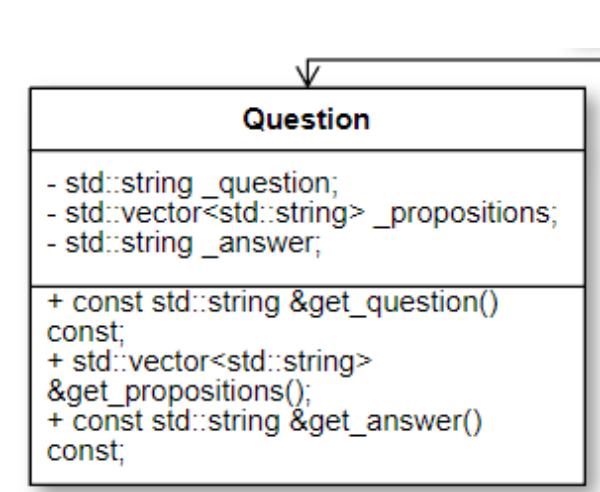 Question
- std::string _question;
- std::vector<std::string> _propositions;
- std::string _answer;
+ const std::string &get_question()
const;
+ std::vector<std::string>
&get_propositions();
+ const std::string &get_answer()
const;